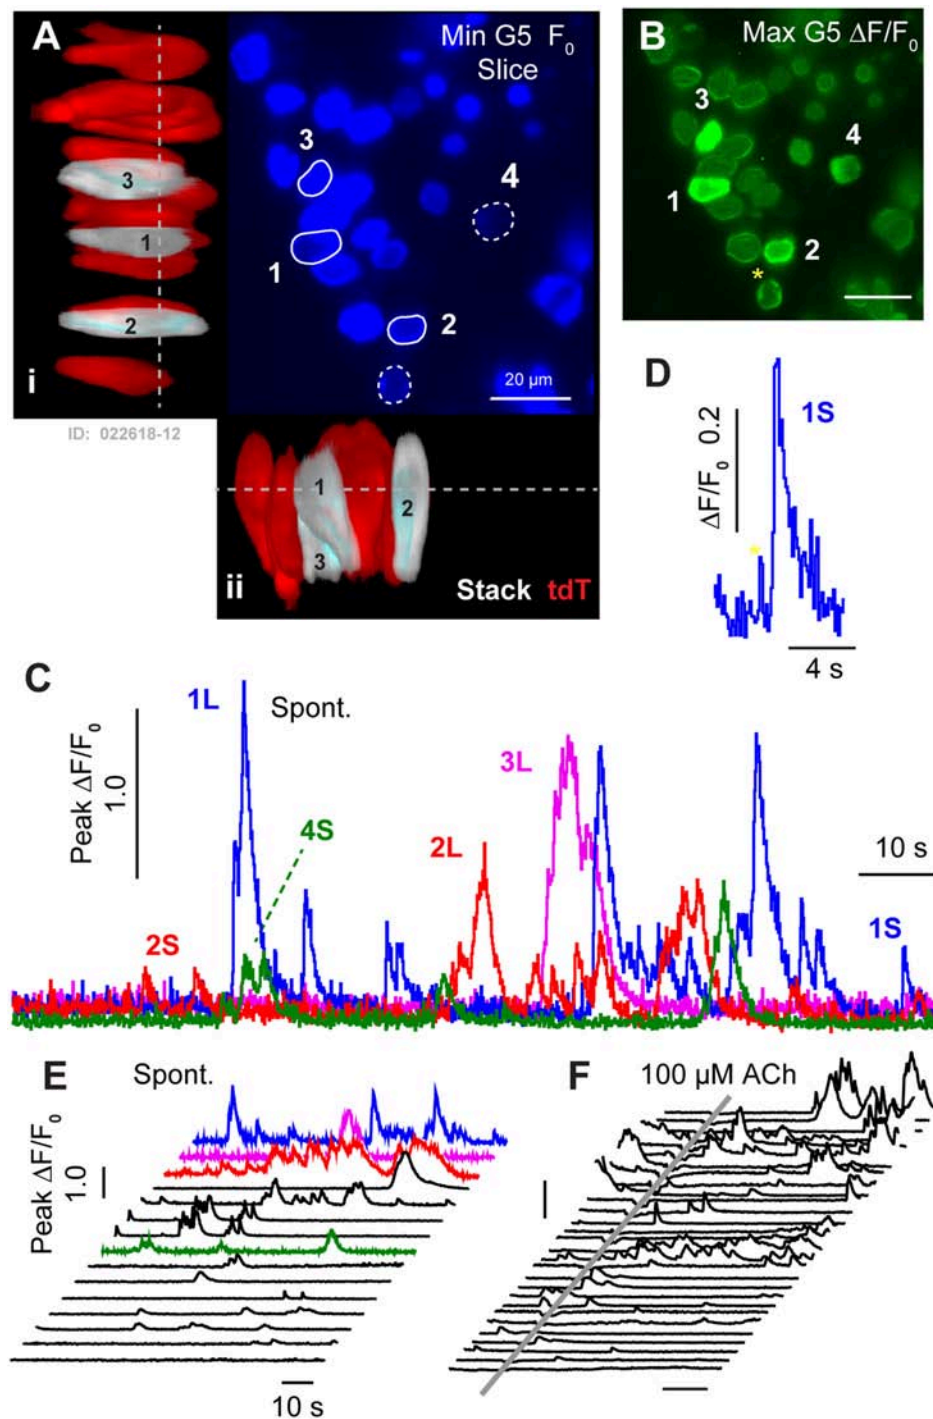 A
Min G5 F0
Slice
3
4
1
2
20 µm
3
1
2
i
ID: 022618-12
1
2
3
ii
Stack tdT
B
Max G5 ΔF/F0
3
4
1
2
*
D
1S
ΔF/F0 0.2
*
4 s
C
1L
Spont.
Peak ΔF/F0
1.0
4S
3L
2L
10 s
2S
1S
E
Spont.
Peak ΔF/F0
1.0
10 s
F
100 µM ACh